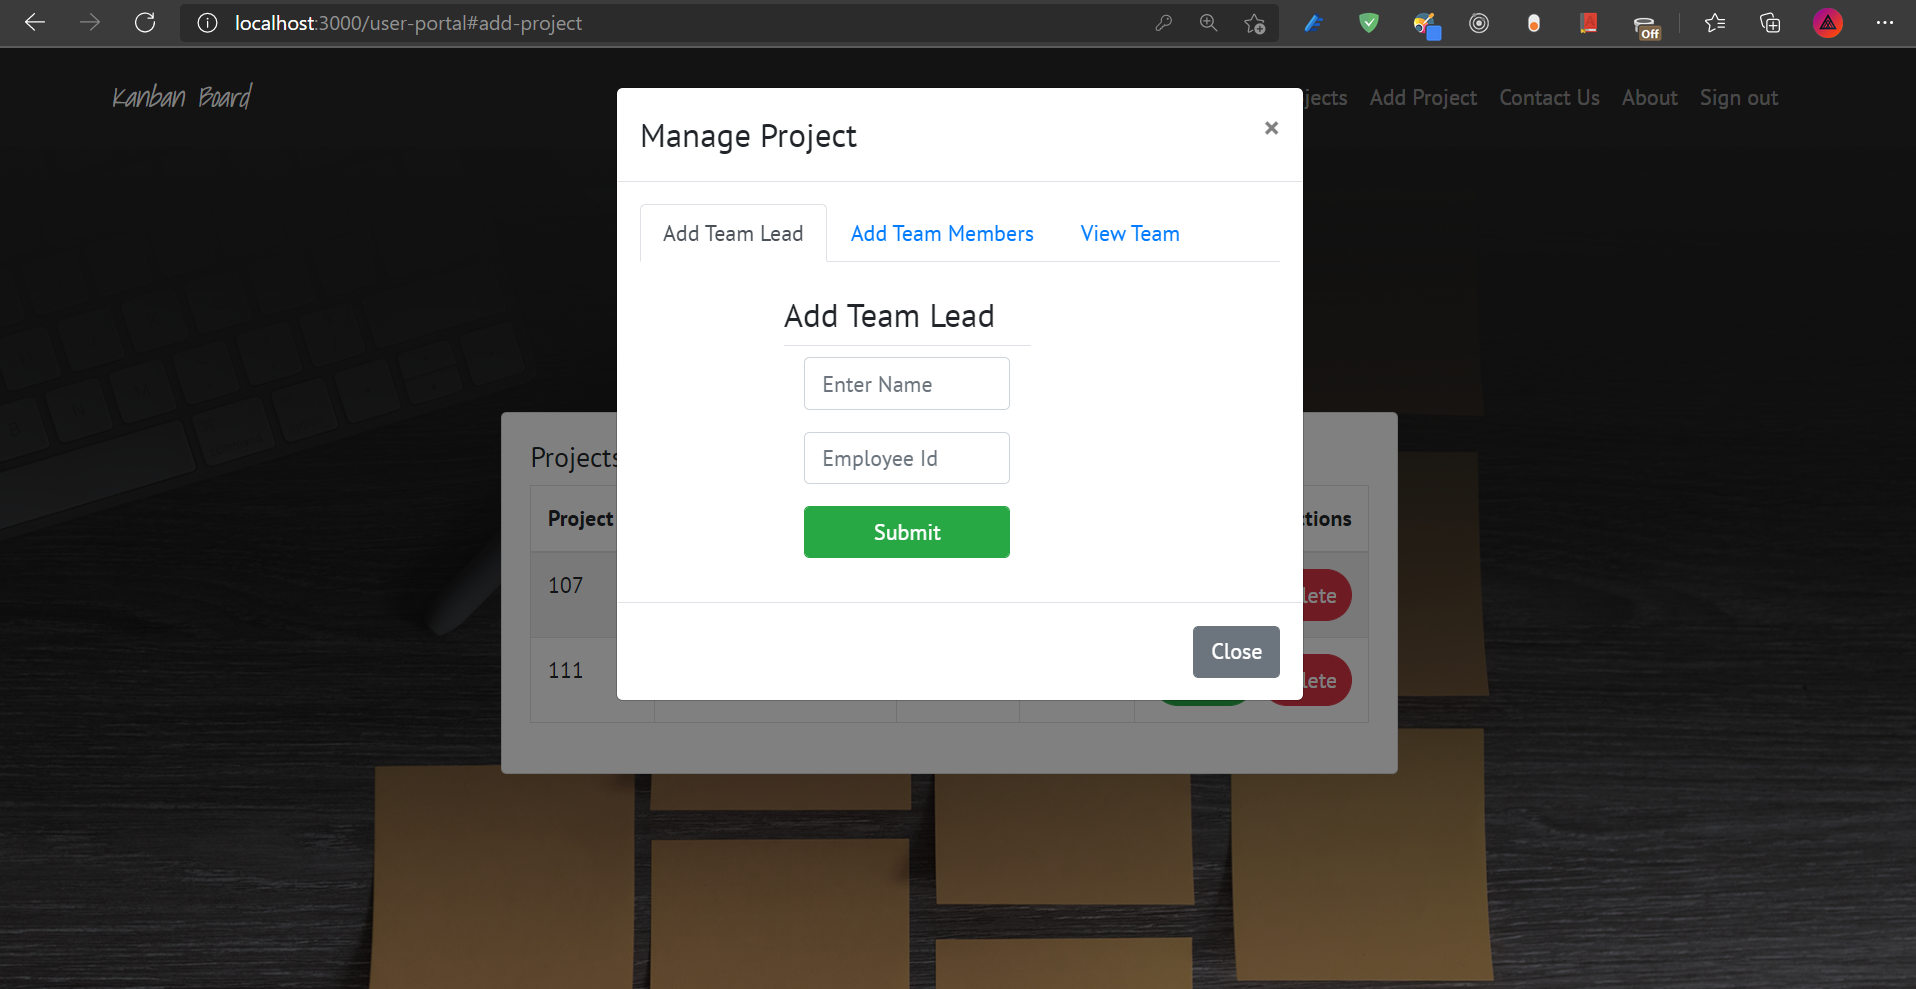 localhost:3000/user-portal#add-project
Off
Kanban Board
jects Add Project Contact Us About Sign out
Manage Project
×
Add Team Lead Add Team Members View Team
Add Team Lead
Enter Name
Employee Id
Submit
Close
Projects
Project tions
107 lete
111 lete